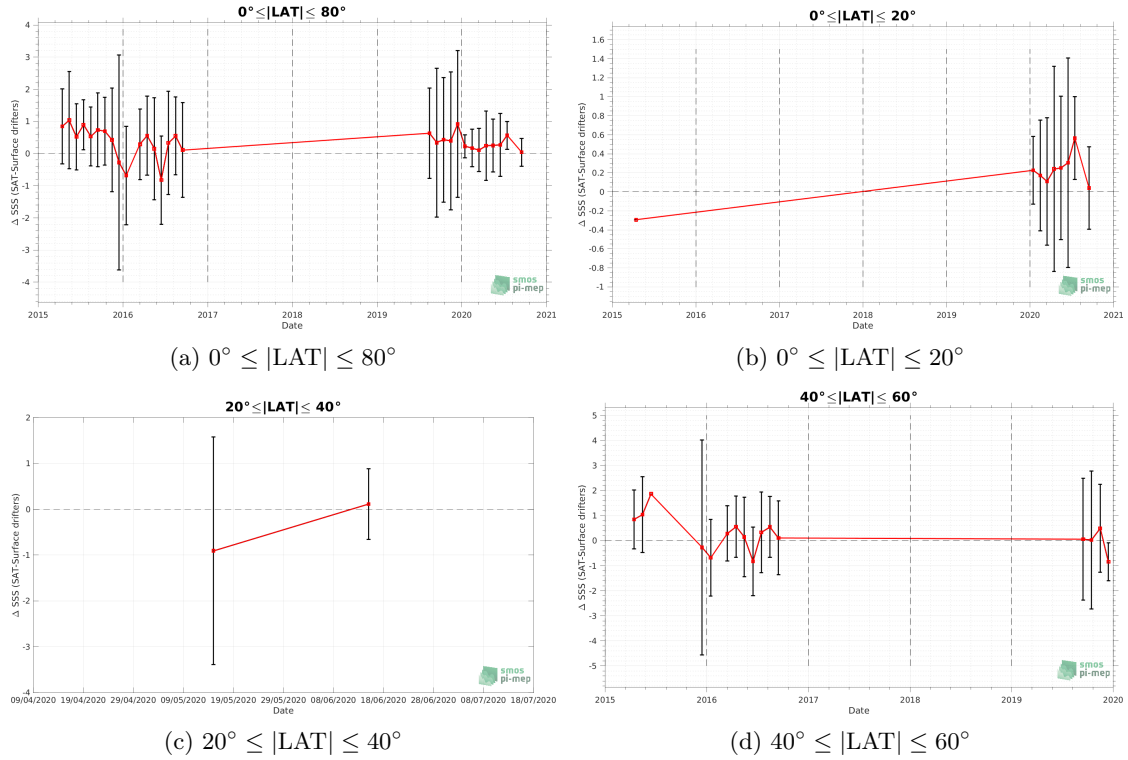 0°≤|LAT|≤ 80°
Δ SSS (SAT-Surface drifters)
4
3
2
1
0
-1
-2
-3
-4
2015 2016 2017 2018 2019 2020 2021
Date
smos
pi-mep
(a) 0° ≤ |LAT| ≤ 80°
0°≤|LAT|≤ 20°
Δ SSS (SAT-Surface drifters)
1.6
1.4
1.2
1
0.8
0.6
0.4
0.2
0
-0.2
-0.4
-0.6
-0.8
-1
2015 2016 2017 2018 2019 2020 2021
Date
smos
pi-mep
(b) 0° ≤ |LAT| ≤ 20°
20°≤|LAT|≤ 40°
Δ SSS (SAT-Surface drifters)
2
1
0
-1
-2
-3
-4
09/04/2020 19/04/2020 29/04/2020 09/05/2020 19/05/2020 29/05/2020 08/06/2020 18/06/2020 28/06/2020 08/07/2020 18/07/2020
Date
smos
pi-mep
(c) 20° ≤ |LAT| ≤ 40°
40°≤|LAT|≤ 60°
Δ SSS (SAT-Surface drifters)
5
4
3
2
1
0
-1
-2
-3
-4
-5
2015 2016 2017 2018 2019 2020
Date
smos
pi-mep
(d) 40° ≤ |LAT| ≤ 60°